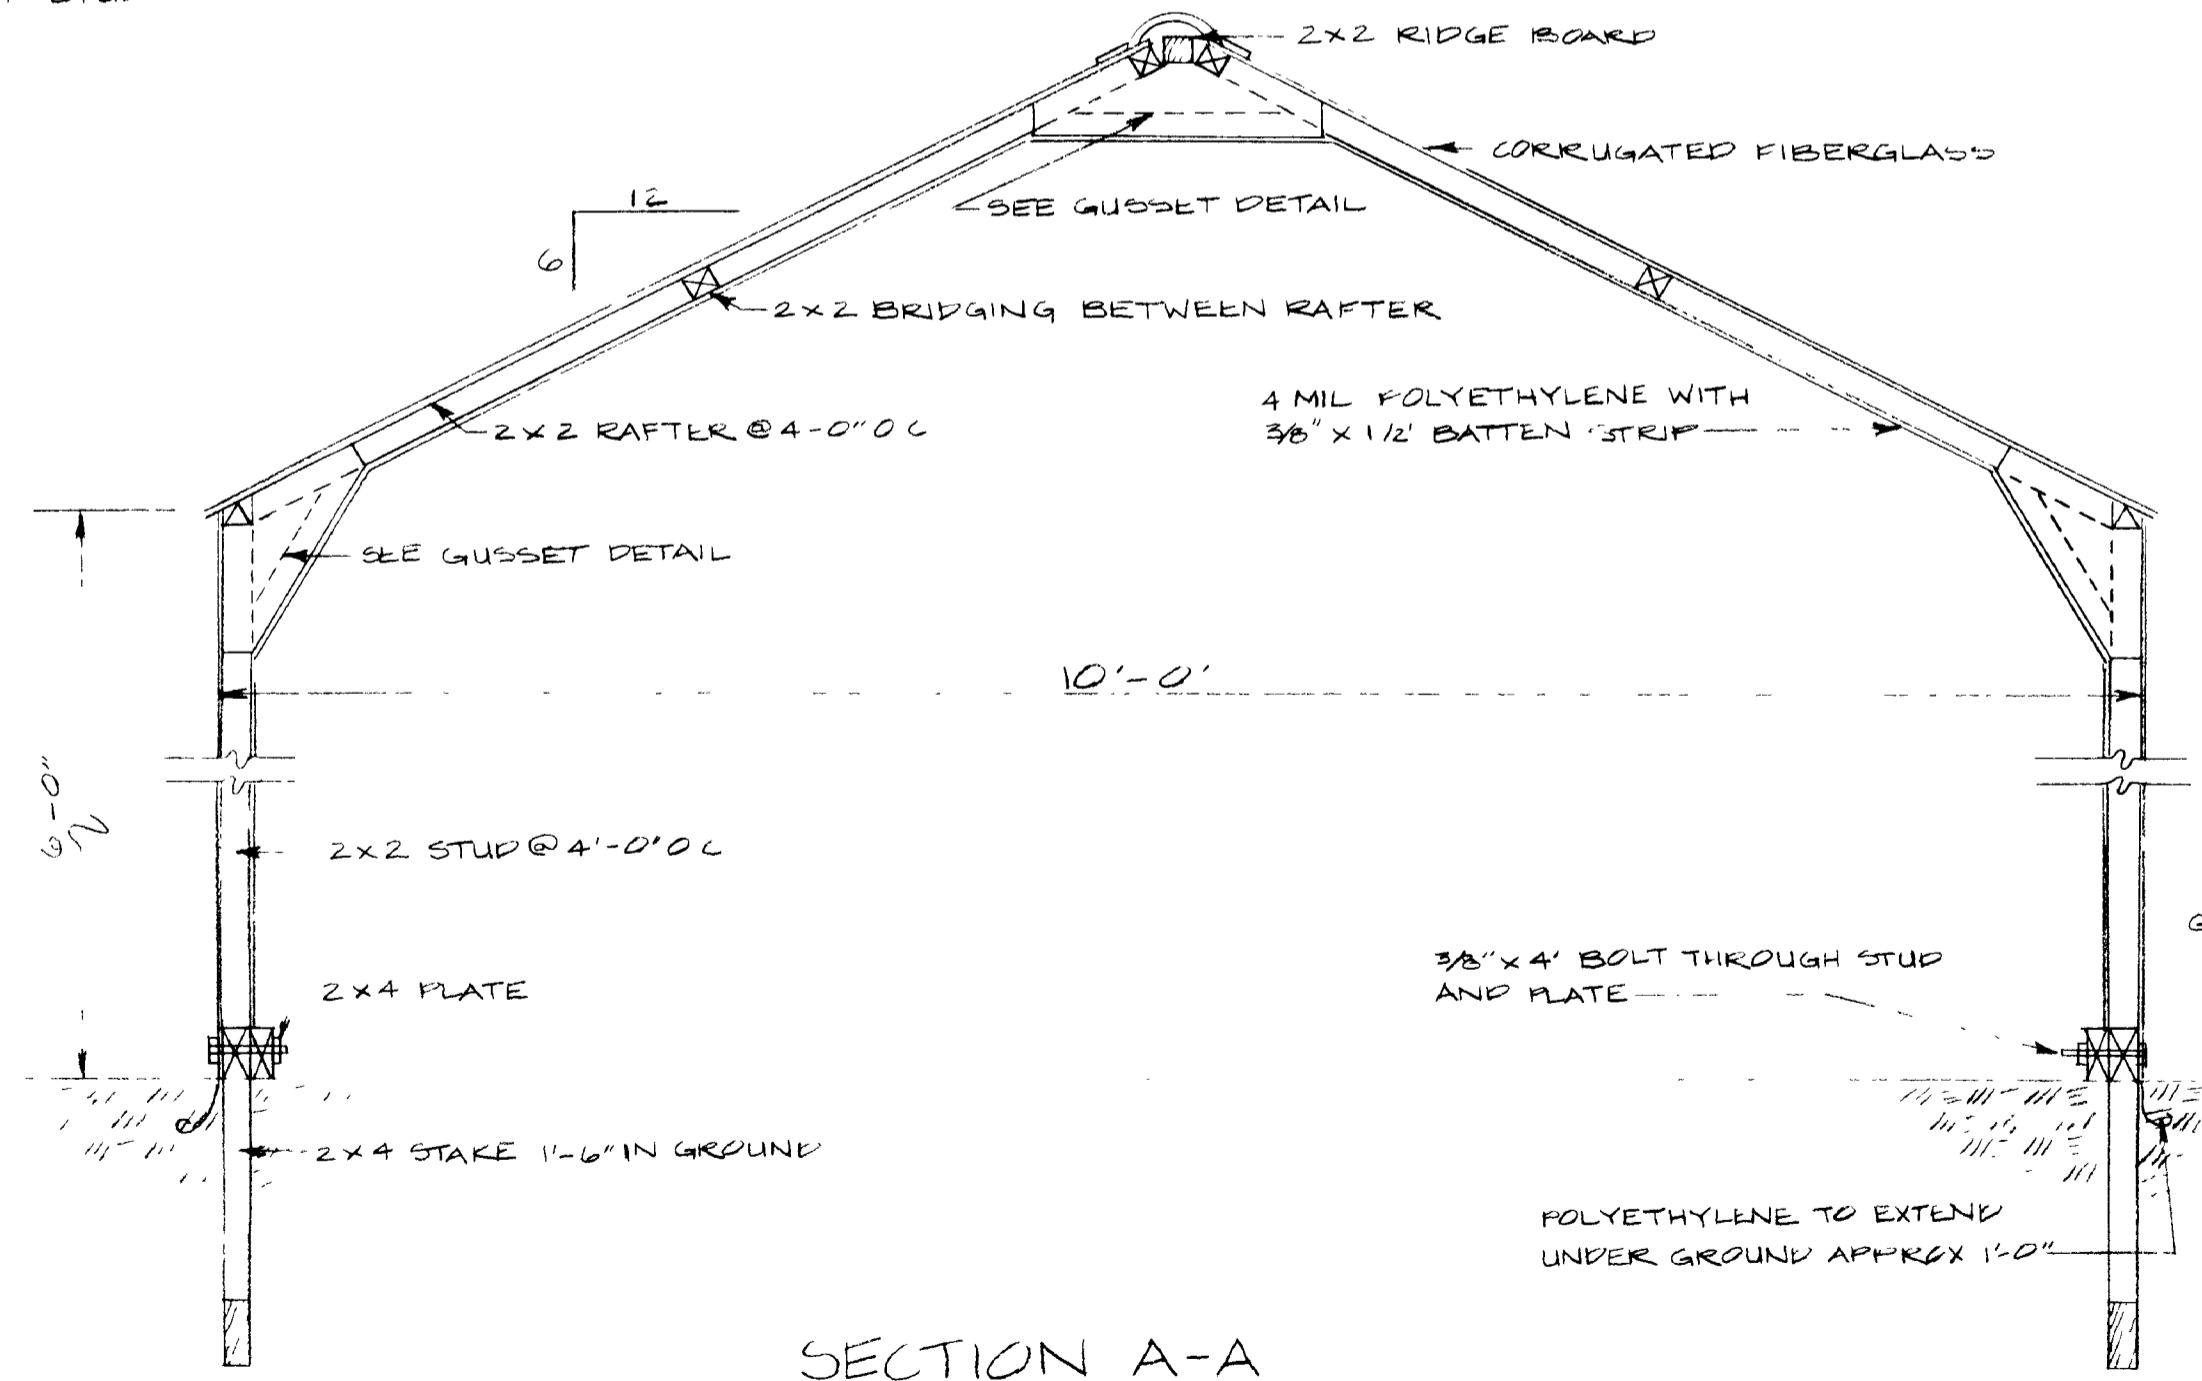 2×2 RIDGE BOARD
CORRUGATED FIBERGLASS
12
6
SEE GUSSET DETAIL
2×2 BRIDGING BETWEEN RAFTER
4 MIL POLYETHYLENE WITH
3/8" × 1 1/2' BATTEN STRIP
2×2 RAFTER @ 4-0" O C
SEE GUSSET DETAIL
10'-0'
2×2 STUD @ 4'-0' O C
3/8" × 4' BOLT THROUGH STUD
AND PLATE
2×4 PLATE
2×4 STAKE 1'-6" IN GROUND
POLYETHYLENE TO EXTEND
UNDER GROUND APPROX 1'-0"
SECTION A-A